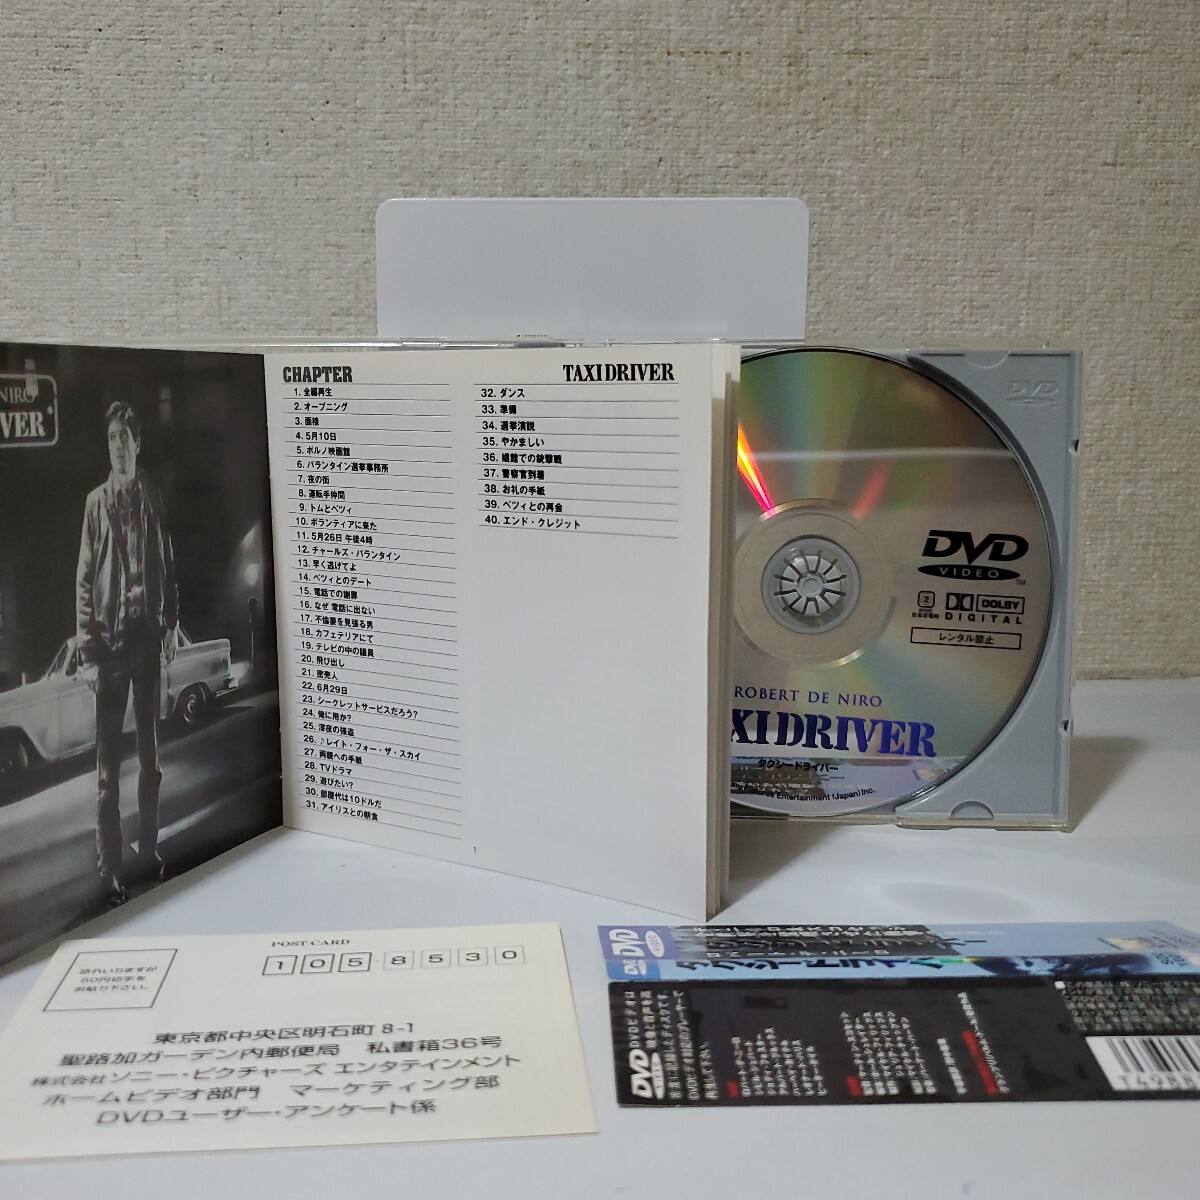 NIRO
VER
CHAPTER
TAXI DRIVER
1. 全編再生
2. オープニング
3. 面接
4. 5月10日
5. ポルノ映画館
6. パランタイン選挙事務所
7. 夜の街
8. 運転手仲間
9. トムとベツィ
10. ボランティアに来た
11. 5月26日 午後4時
12. チャールズ・パランタイン
13. 早く逃げてよ
14. ベツィとのデート
15. 電話での謝罪
16. なぜ 電話に出ない
17. 不倫妻を見張る男
18. カフェテリアにて
19. テレビの中の議員
20. 飛び出し
21. 密売人
22. 6月29日
23. シークレットサービスだろう?
24. 俺に用か?
25. 深夜の強盗
26. ♪レイト・フォー・ザ・スカイ
27. 両親への手紙
28. TVドラマ
29. 遊びたい?
30. 部屋代は10ドルだ
31. アイリスとの朝食
32. ダンス
33. 準備
34. 選挙演説
35. やかましい
36. 娼館での銃撃戦
37. 警察官到着
38. お礼の手紙
39. ベツィとの再会
40. エンド・クレジット
1
DVD
DVD
VIDEO
TM
2
DOLBY
DIGITAL
レンタル禁止
ROBERT DE NIRO
AXI DRIVER
タクシードライバー
Entertainment (Japan) Inc.
POST CARD
恐れいりますが
50円切手を
お貼り下さい。
105-8530
東京都中央区明石町8-1
聖路加ガーデン内郵便局 私書箱36号
株式会社ソニー・ピクチャーズ エンタテインメント
ホームビデオ部門 マーケティング部
DVDユーザー・アンケート係
DVD
VIDEO
タクシードライバー
DVD